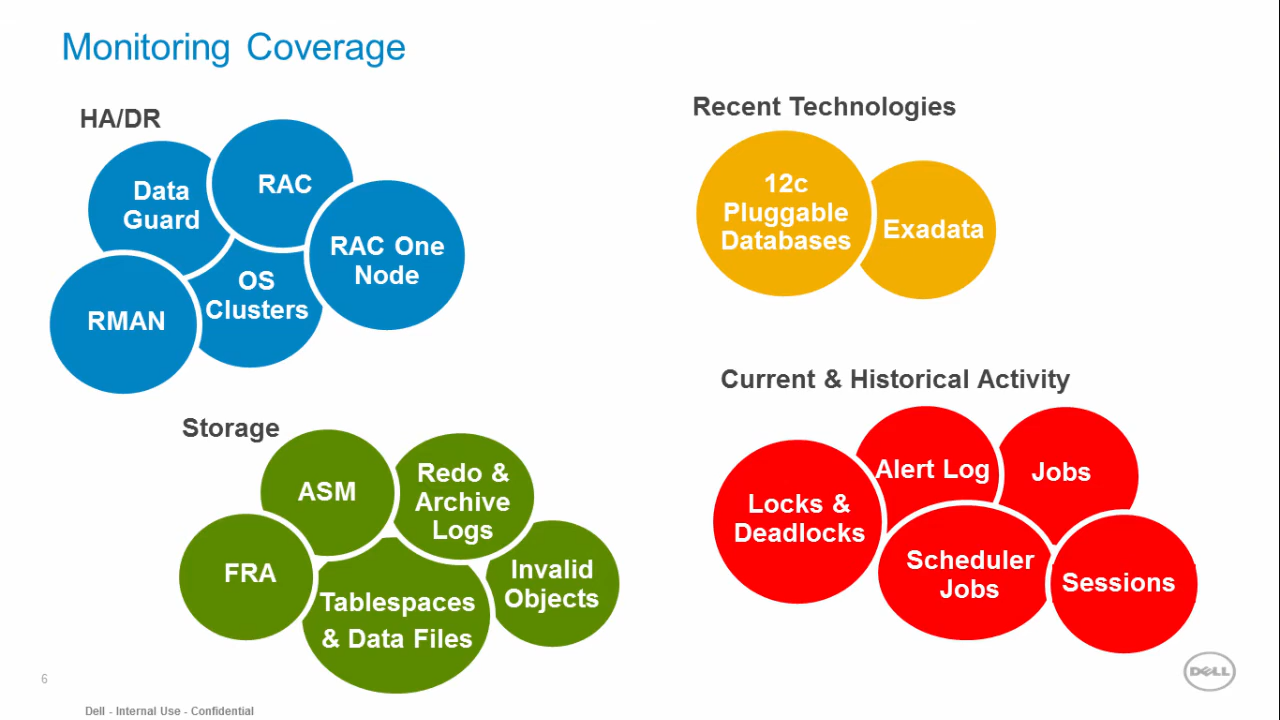 Monitoring Coverage
HA/DR
Data
Guard
RAC
RAC One
Node
OS
Clusters
RMAN
Recent Technologies
12c
Pluggable
Databases
Exadata
Storage
ASM
Redo &
Archive
Logs
FRA
Invalid
Objects
Tablespaces
& Data Files
Current & Historical Activity
Locks &
Deadlocks
Alert Log
Jobs
Scheduler
Jobs
Sessions
6
DELL
Dell - Internal Use - Confidential